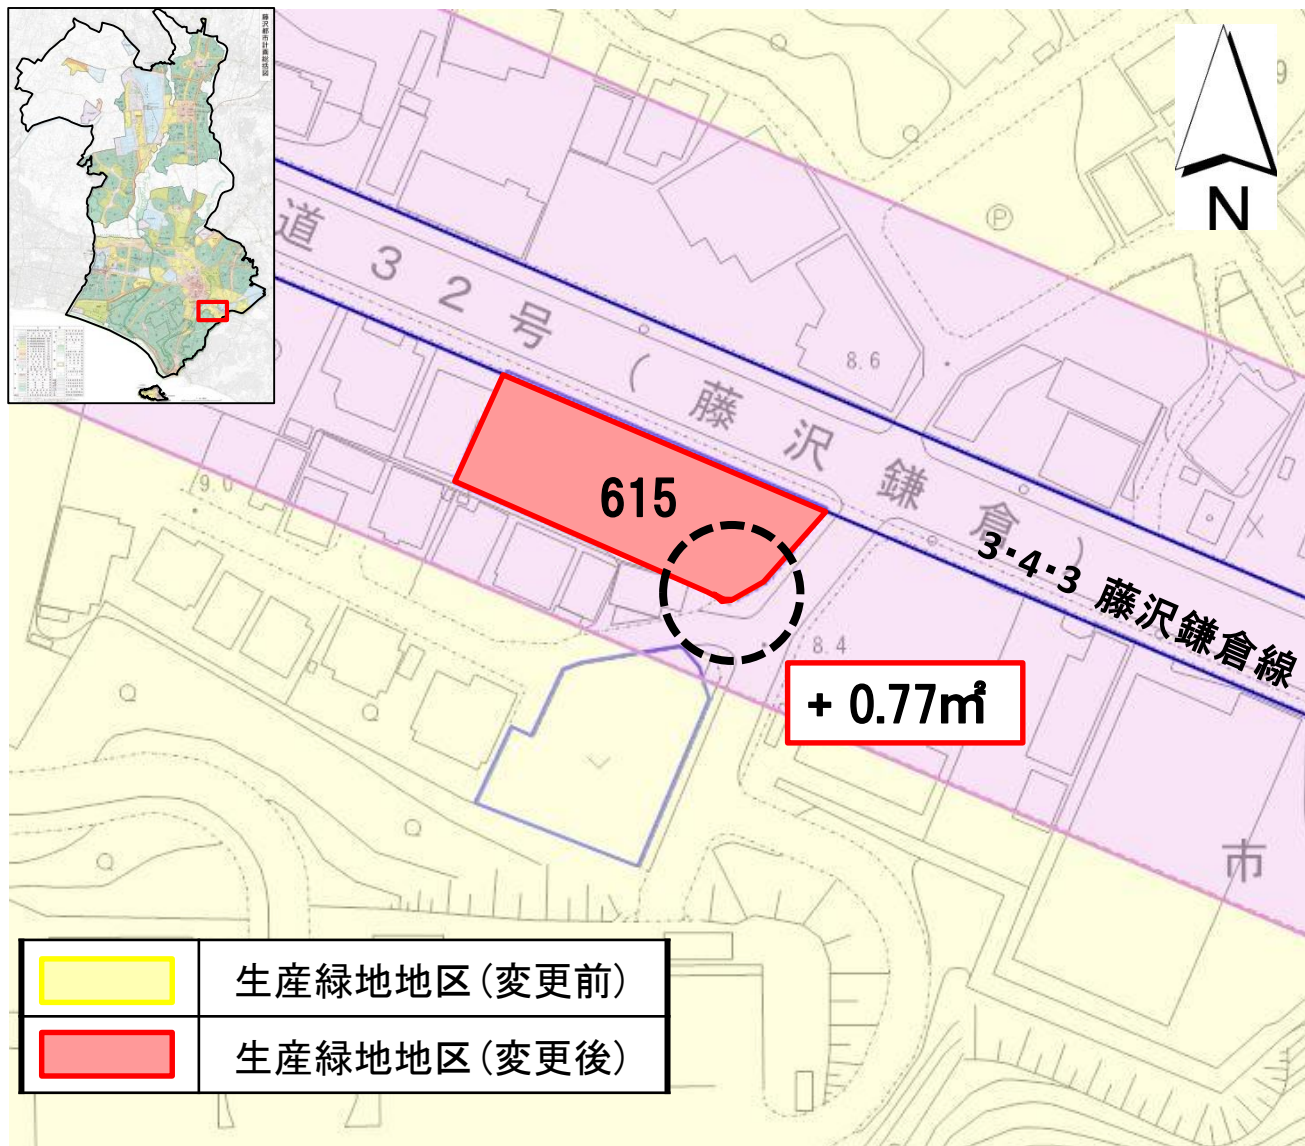 藤沢都市計画総括図
N
9
道32号(藤沢鎌倉)
8.6
9.0
615
3・4・3 藤沢鎌倉線
8.4
+ 0.77㎡
P
市
生産緑地地区(変更前)
生産緑地地区(変更後)